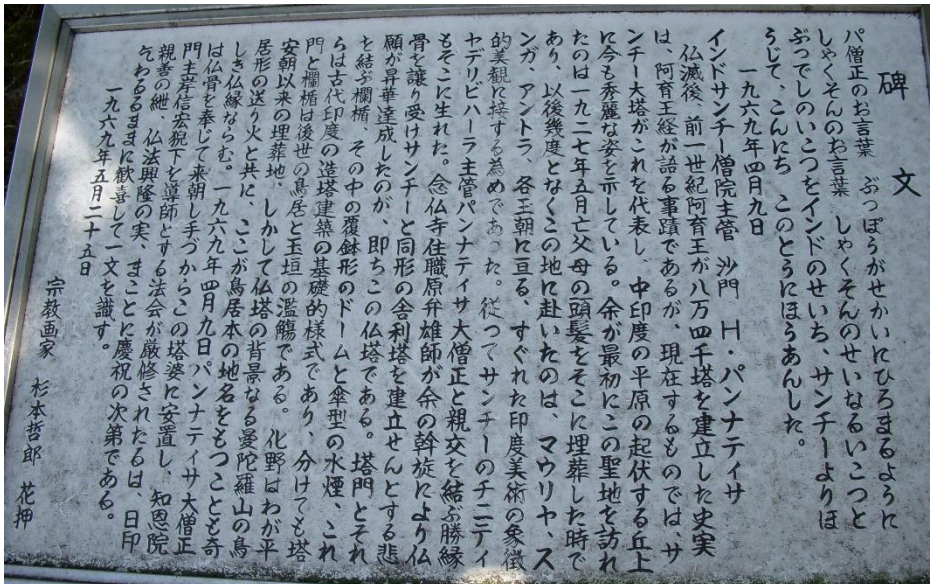 碑文
パ僧正のお言葉 ぶっぽうがせかいにひろまるように
しゃくそんのお言葉 しゃくそんのせいなるいこつと
ぶつでしのいこつをインドのせいち、サンチーよりほ
うじて、こんにち このとうにほうあんした。
一九六九年四月九日
インドサンチー僧院主管 沙門 H・パンナティサ
仏滅後、前一世紀阿育王が八万四千塔を建立した史実
は、阿育王経が語る事蹟であるが、現在するものでは、サ
ンチー大塔がこれを代表し、中印度の平原の起伏する丘上
に今も秀麗な姿を示している。余が最初にこの聖地を訪れ
たのは一九二七年五月亡父母の頭髪をそこに埋葬した時で
あり、以後幾度となくこの地に赴いたのは、マウリヤ、ス
ンガ、アントラ、各王朝に亘る、すぐれた印度美術の象徴
的美観に接する為めであった。従つてサンチーのチニティ
ヤデリビハーラ主管パンナティサ大僧正と親交を結ぶ勝縁
もそこに生れた。念仏寺住職原弁雄師が余の斡旋により仏
骨を譲り受けサンチーと同形の舎利塔を建立せんとする悲
願が昇華達成したのが、即ちこの仏塔である。塔門とそれ
を結ぶ欄楯 その中の覆鉢形のドームと傘型の水煙、これ
らは古代印度の造塔建築の基礎的様式であり、分けても塔
門と欄楯は後世の鳥居と玉垣の濫觴である。化野はわが平
安朝以来の埋葬地、しかして仏塔の背景なる曼陀羅山の鳥
居形の送り火と共に、ここが鳥居本の地名をもつことも奇
しき仏縁ならむ。一九六九年四月九日パンナティサ大僧正
は仏骨を奉じて来朝し手づからこの塔婆に安置し、知恩院
門主岸信宏猊下を導師とする法会が厳修されたるは、日印
親善の紲、仏法興隆の実、まことに慶祝の次第である。
乞わるるままに歓喜して一文を識す。
一九六九年五月二十五日
宗教画家 杉本哲郎 花押